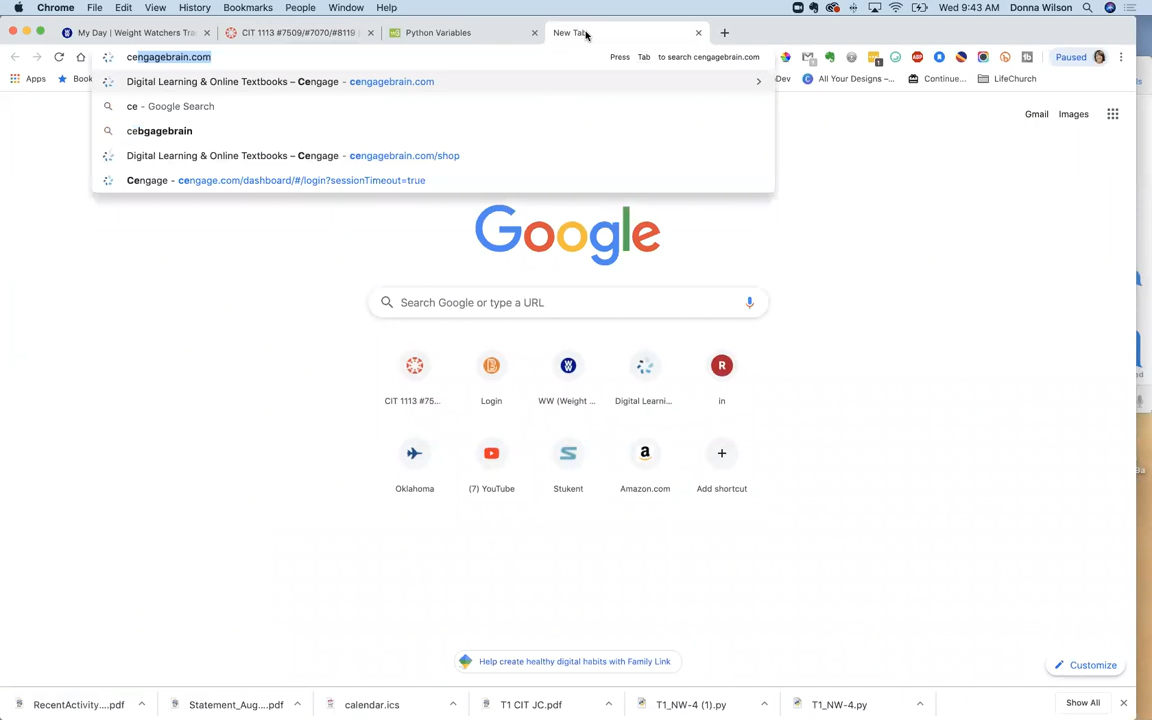 Chrome File Edit View History Bookmarks People Window Help Wed 9:43 AM Donna Wilson
My Day | Weight Watchers Tra CIT 1113 #7509/#7070/#8119 | Python Variables New Tab
cengagebrain.com Press Tab to search cengagebrain.com Paused
Apps Book Dev All Your Designs –... Continue... LifeChurch
Digital Learning & Online Textbooks – Cengage - cengagebrain.com
ce - Google Search
cebgagebrain
Digital Learning & Online Textbooks – Cengage - cengagebrain.com/shop
Cengage - cengage.com/dashboard/#/login?sessionTimeout=true
Gmail Images
Google
Search Google or type a URL
CIT 1113 #75... Login WW (Weight ... Digital Learni... in
R
Oklahoma (7) YouTube Stukent Amazon.com Add shortcut
Help create healthy digital habits with Family Link
Customize
RecentActivity....pdf Statement_Aug....pdf calendar.ics T1 CIT JC.pdf T1_NW-4 (1).py T1_NW-4.py Show All